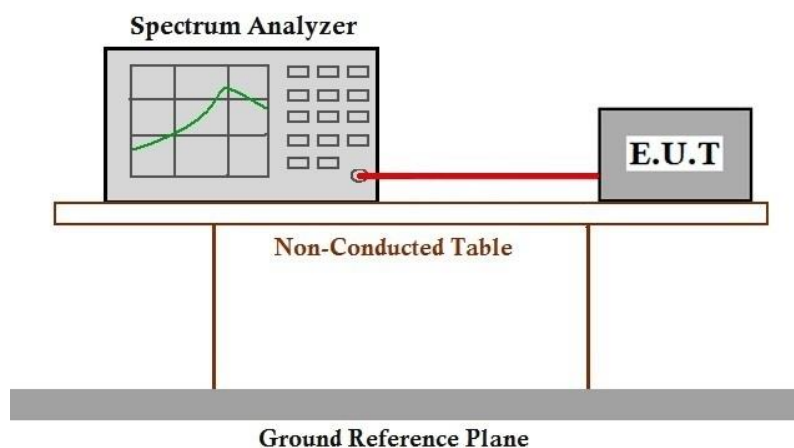 Spectrum Analyzer
E.U.T
Non-Conducted Table
Ground Reference Plane